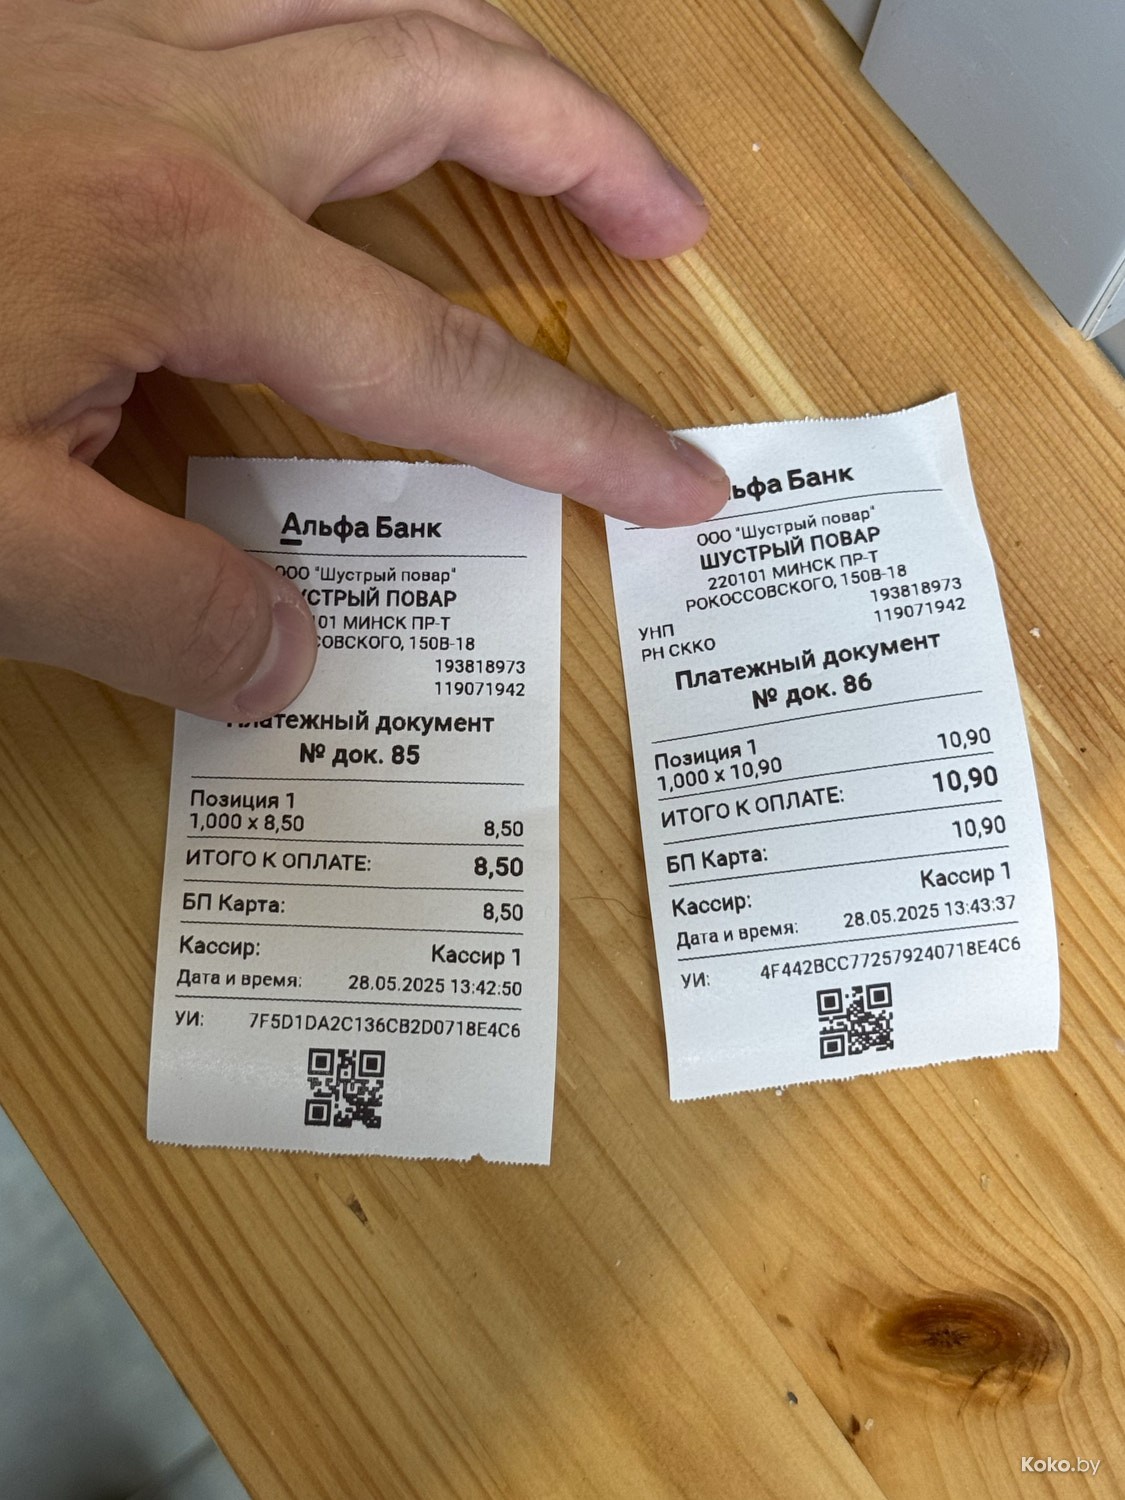 Альфа Банк
ООО "Шустрый повар"
ПОВАР
МИНСК ПР-Т
150В-18
193818973
119071942
Платежный документ
№ док. 85
Позиция 1
1,000 x 8,50 8,50
ИТОГО К ОПЛАТЕ: 8,50
БП Карта: 8,50
Кассир: Кассир 1
Дата и время: 28.05.2025 13:42:50
УИ: 7F5D1DA2C136CB2D0718E4C6
Банк
ООО "Шустрый повар"
ШУСТРЫЙ ПОВАР
220101 МИНСК ПР-Т
РОКОССОВСКОГО, 150В-18
УНП 193818973
РН СККО 119071942
Платежный документ
№ док. 86
Позиция 1
1,000 x 10,90 10,90
ИТОГО К ОПЛАТЕ: 10,90
БП Карта: 10,90
Кассир: Кассир 1
Дата и время: 28.05.2025 13:43:37
УИ: 4F442BCC772579240718E4C6
Koko.by